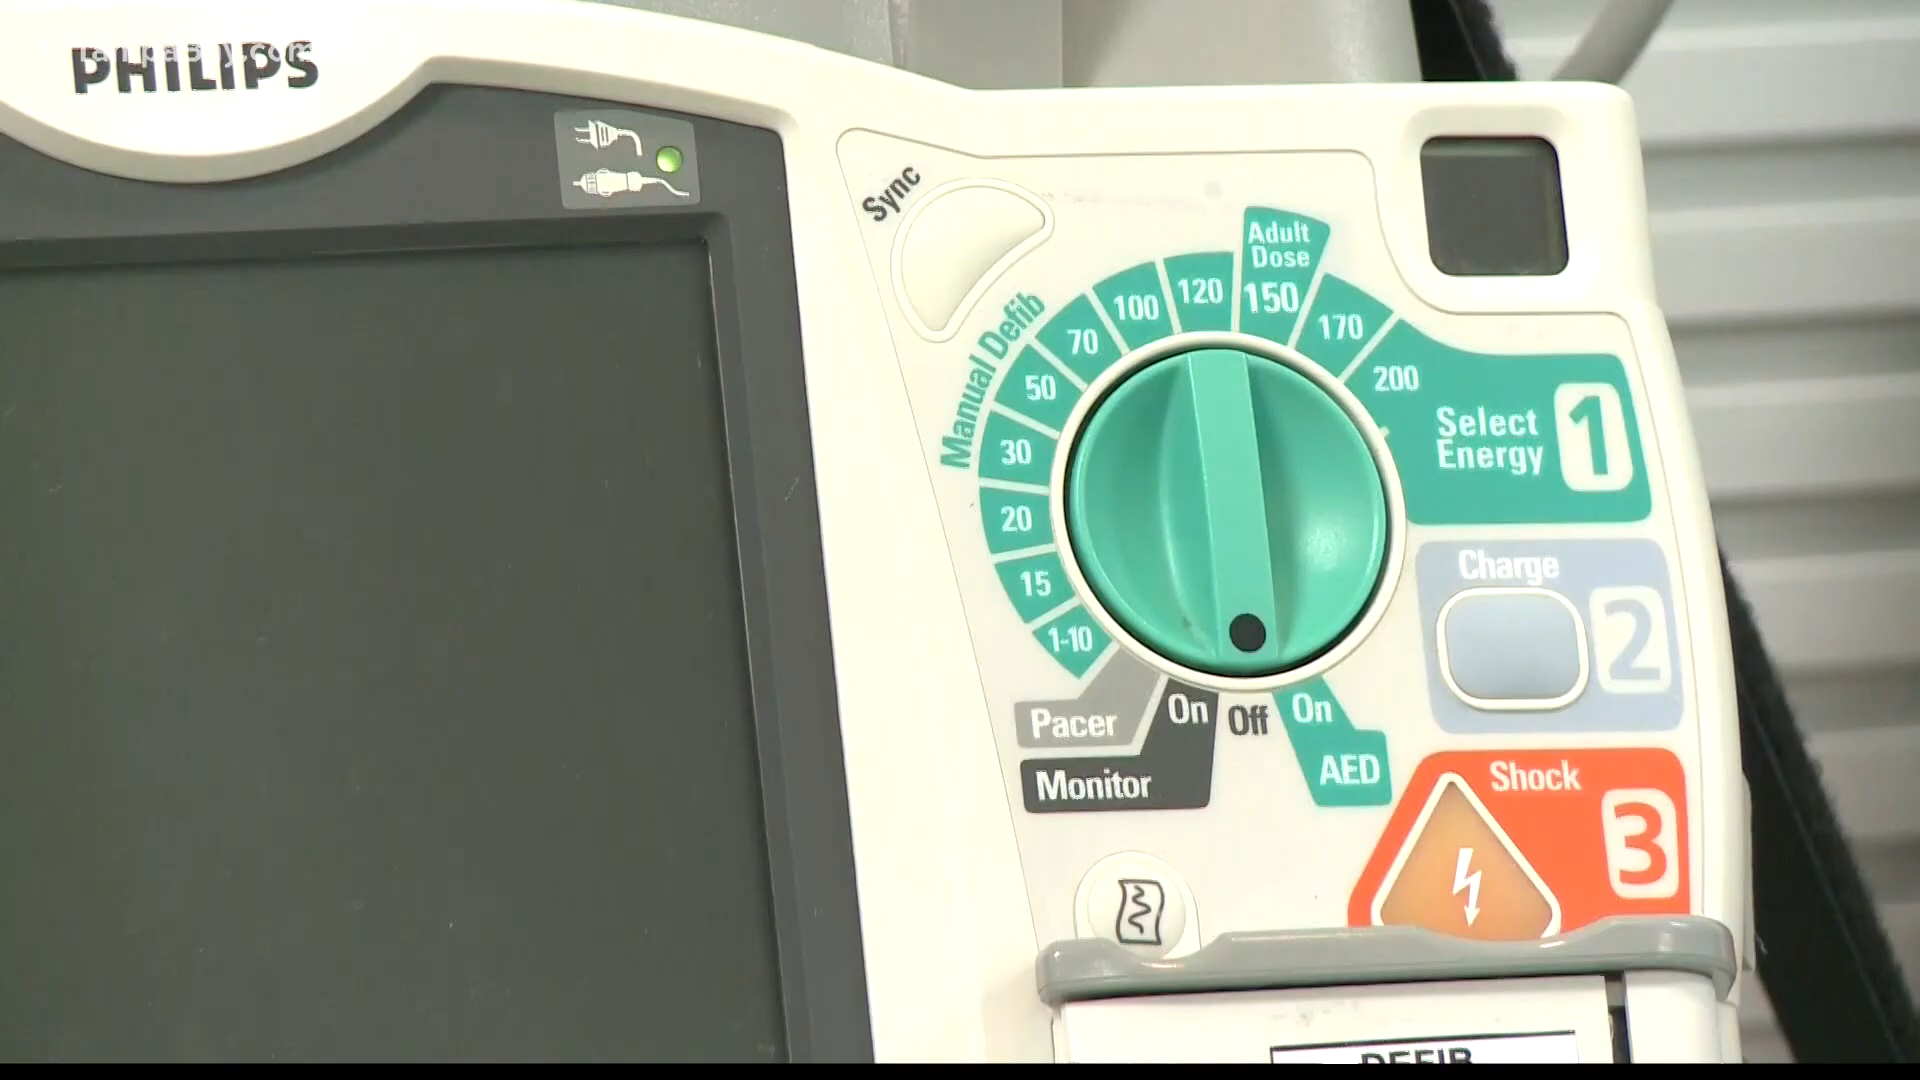 PHILIPS
Sync
Manual Defib
1-10
15
20
30
50
70
100
120
Adult
Dose
150
170
200
Select
Energy
1
Charge
2
Pacer
Monitor
On
Off
On
AED
Shock
3
DEFIB